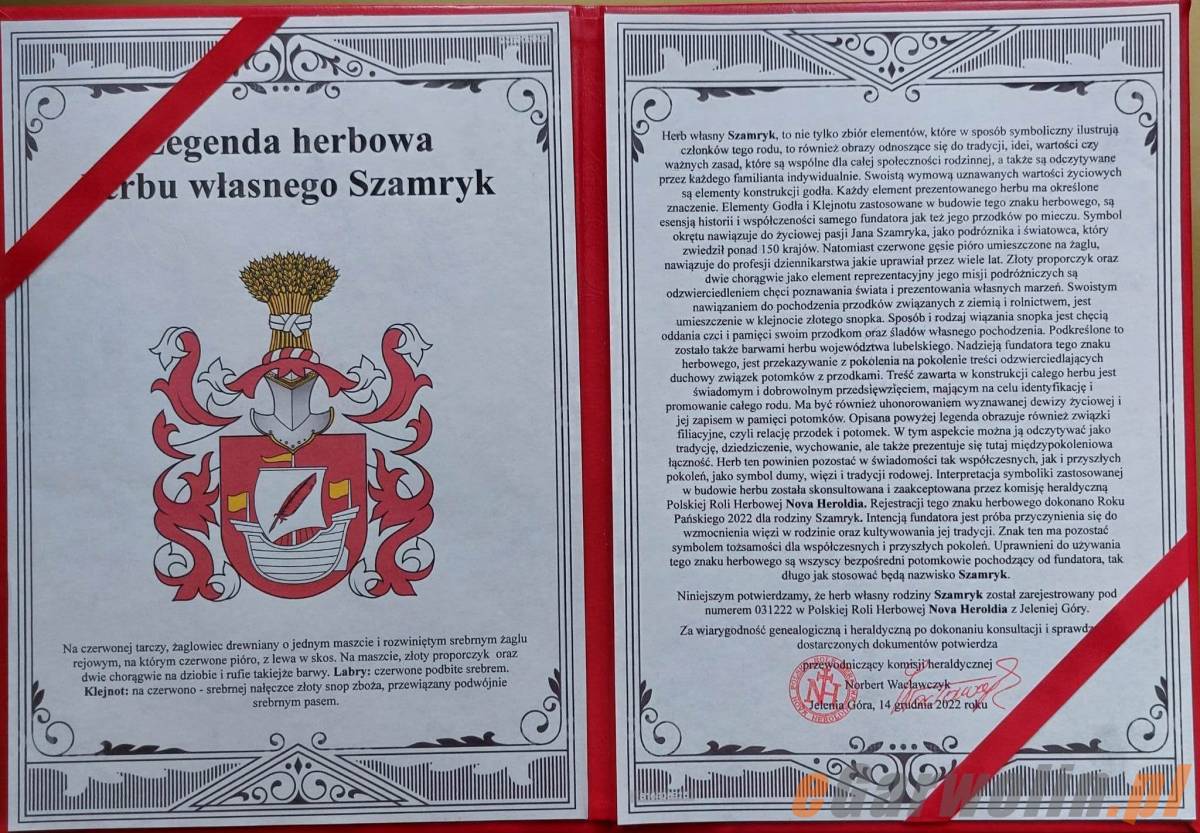 Legenda herbowa
herbu własnego Szamryk
Na czerwonej tarczy, żaglowiec drewniany o jednym maszcie i rozwiniętym srebrnym żaglu
rejowym, na którym czerwone pióro, z lewa w skos. Na maszcie, złoty proporczyk oraz
dwie chorągwie na dziobie i rufie takiejże barwy. Labry: czerwone podbite srebrem.
Klejnot: na czerwono - srebrnej nałęczce złoty snop zboża, przewiązany podwójnie
srebrnym pasem.
Herb własny Szamryk, to nie tylko zbiór elementów, które w sposób symboliczny ilustrują
członków tego rodu, to również obrazy odnoszące się do tradycji, idei, wartości czy
ważnych zasad, które są wspólne dla całej społeczności rodzinnej, a także są odczytywane
przez każdego familianta indywidualnie. Swoistą wymową uznawanych wartości życiowych
są elementy konstrukcji godła. Każdy element prezentowanego herbu ma określone
znaczenie. Elementy Godła i Klejnotu zastosowane w budowie tego znaku herbowego, są
esensją historii i współczeności samego fundatora jak też jego przodków po mieczu. Symbol
okrętu nawiązuje do życiowej pasji Jana Szamryka, jako podróżnika i światowca, który
zwiedził ponad 150 krajów. Natomiast czerwone gęsie pióro umieszczone na żaglu,
nawiązuje do profesji dziennikarstwa jakie uprawiał przez wiele lat. Złoty proporczyk oraz
dwie chorągwie jako element reprezentacyjny jego misji podróżniczych są
odzwierciedleniem chęci poznawania świata i prezentowania własnych marzeń. Swoistym
nawiązaniem do pochodzenia przodków związanych z ziemią i rolnictwem, jest
umieszczenie w klejnocie złotego snopka. Sposób i rodzaj wiązania snopka jest chęcią
oddania czci i pamięci swoim przodkom oraz śladów własnego pochodzenia. Podkreślone to
zostało także barwami herbu województwa lubelskiego. Nadzieją fundatora tego znaku
herbowego, jest przekazywanie z pokolenia na pokolenie treści odzwierciedlających
duchowy związek potomków z przodkami. Treść zawarta w konstrukcji całego herbu jest
świadomym i dobrowolnym przedsięwzięciem, mającym na celu identyfikację i
promowanie całego rodu. Ma być również uhonorowaniem wyznawanej dewizy życiowej i
jej zapisem w pamięci potomków. Opisana powyżej legenda obrazuje również związki
filiacyjne, czyli relację przodek i potomek. W tym aspekcie można ją odczytywać jako
tradycję, dziedziczenie, wychowanie, ale także prezentuje się tutaj międzypokoleniowa
łączność. Herb ten powinien pozostać w świadomości tak współczesnych, jak i przyszłych
pokoleń, jako symbol dumy, więzi i tradycji rodowej. Interpretacja symboliki zastosowanej
w budowie herbu została skonsultowana i zaakceptowana przez komisję heraldyczną
Polskiej Roli Herbowej Nova Heroldia. Rejestracji tego znaku herbowego dokonano Roku
Pańskiego 2022 dla rodziny Szamryk. Intencją fundatora jest próba przyczynienia się do
wzmocnienia więzi w rodzinie oraz kultywowania jej tradycji. Znak ten ma pozostać
symbolem tożsamości dla współczesnych i przyszłych pokoleń. Uprawnieni do używania
tego znaku herbowego są wszyscy bezpośredni potomkowie pochodzący od fundatora, tak
długo jak stosować będą nazwisko Szamryk.
Niniejszym potwierdzamy, że herb własny rodziny Szamryk został zarejestrowany pod
numerem 031222 w Polskiej Roli Herbowej Nova Heroldia z Jeleniej Góry.
Za wiarygodność genealogiczną i heraldyczną po dokonaniu konsultacji i sprawdz
dostarczonych dokumentów potwierdza
przewodniczący komisji heraldycznej
Norbert Wacławczyk
Jelenia Góra, 14 grudnia 2022 roku
NH
eGarwolin.pl